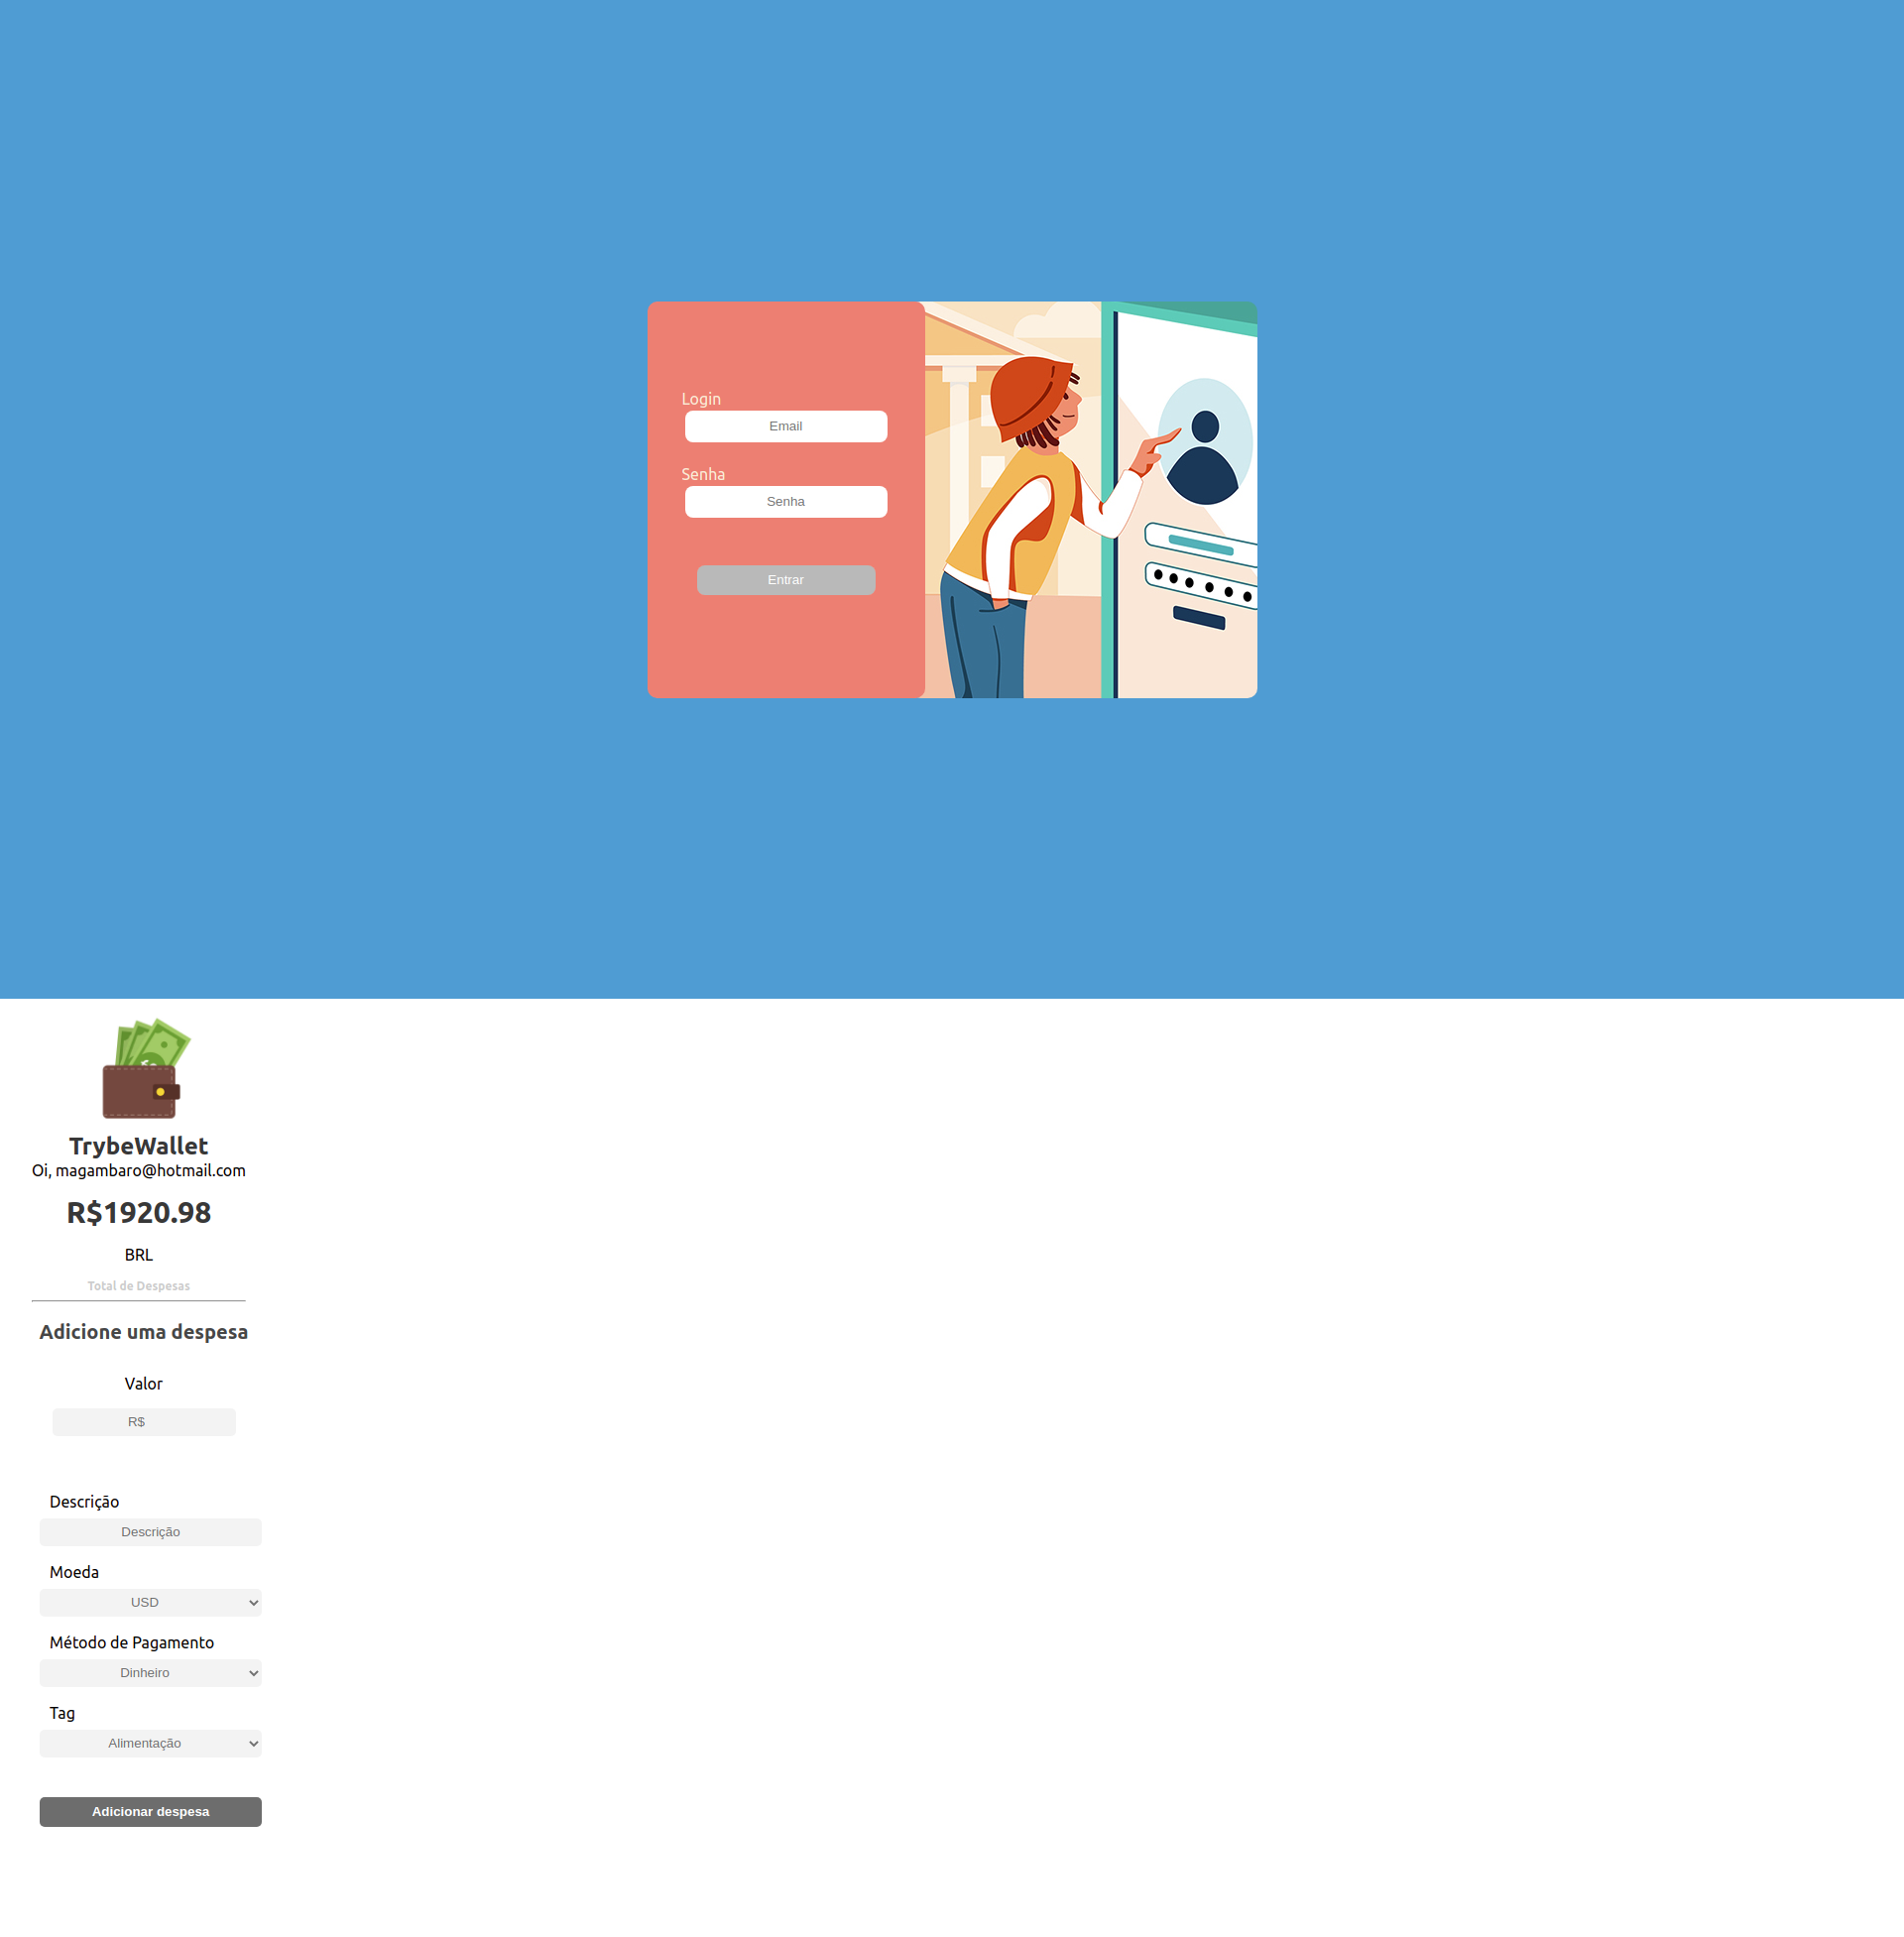 Login
Email
Senha
Senha
Entrar
TrybeWallet
Oi, magambaro@hotmail.com
R$1920.98
BRL
Total de Despesas
Adicione uma despesa
Valor
R$
Descrição
Descrição
Moeda
USD
Método de Pagamento
Dinheiro
Tag
Alimentação
Adicionar despesa